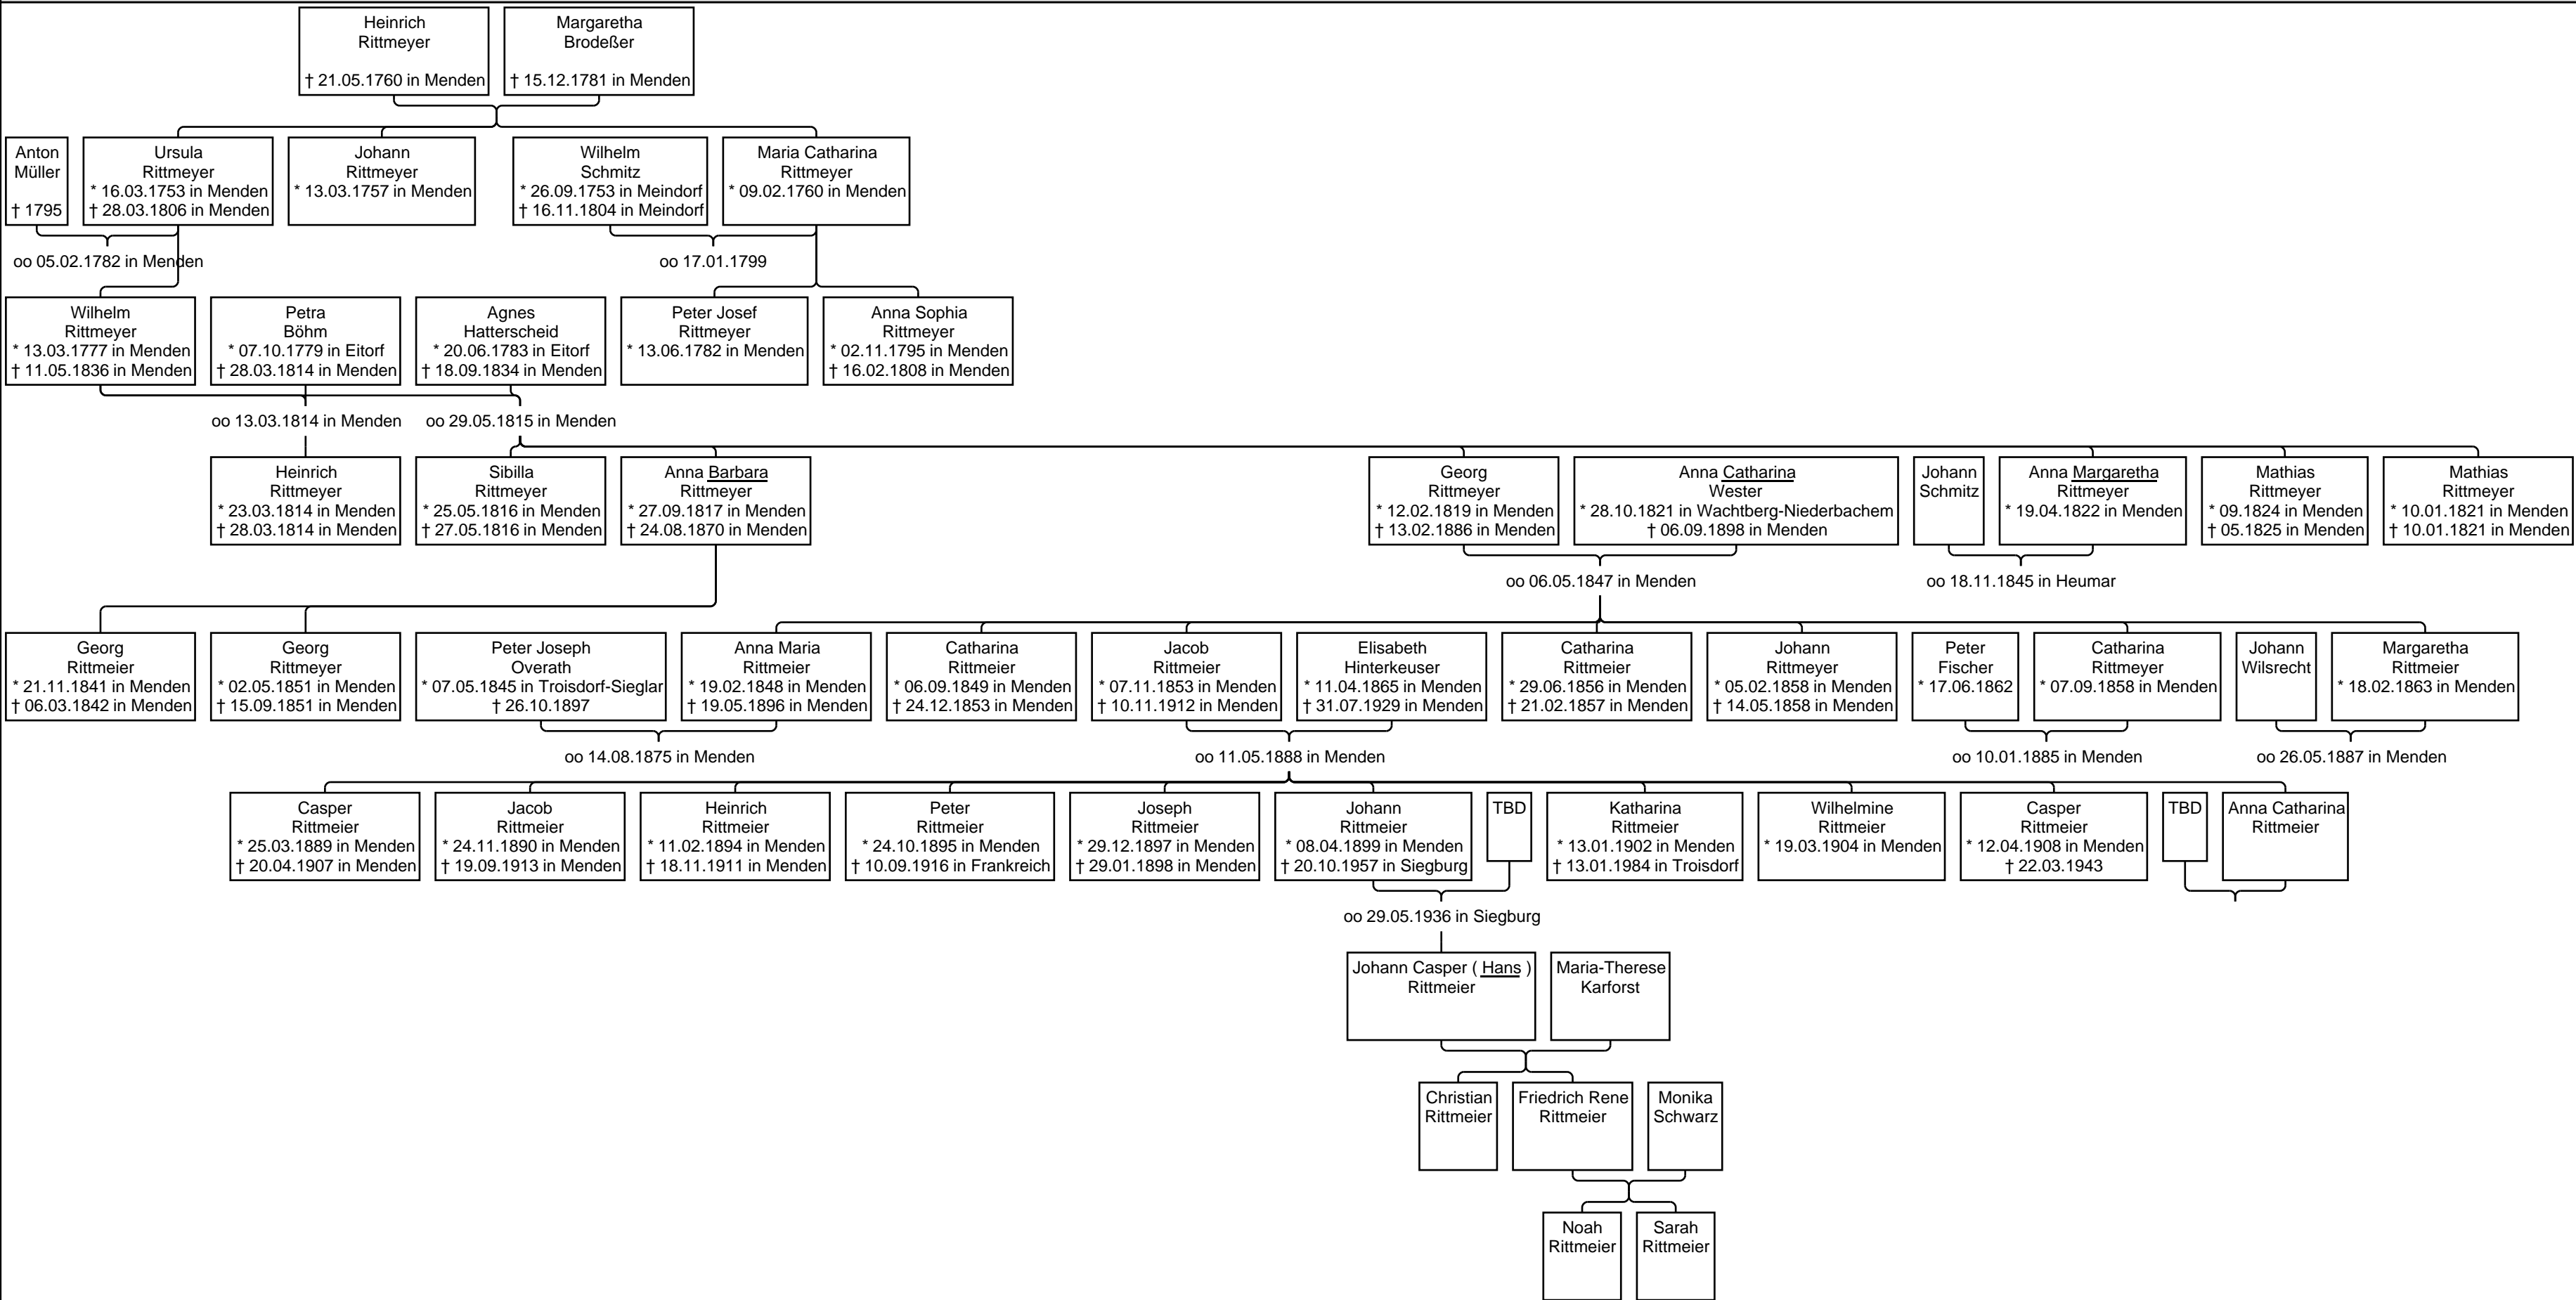 Heinrich
Rittmeyer
† 21.05.1760 in Menden
Margaretha
Brodeßer
† 15.12.1781 in Menden
Anton
Müller
† 1795
Ursula
Rittmeyer
* 16.03.1753 in Menden
† 28.03.1806 in Menden
Johann
Rittmeyer
* 13.03.1757 in Menden
Wilhelm
Schmitz
* 26.09.1753 in Meindorf
† 16.11.1804 in Meindorf
Maria Catharina
Rittmeyer
* 09.02.1760 in Menden
oo 05.02.1782 in Menden
oo 17.01.1799
Wilhelm
Rittmeyer
* 13.03.1777 in Menden
† 11.05.1836 in Menden
Petra
Böhm
* 07.10.1779 in Eitorf
† 28.03.1814 in Menden
Agnes
Hatterscheid
* 20.06.1783 in Eitorf
† 18.09.1834 in Menden
Peter Josef
Rittmeyer
* 13.06.1782 in Menden
Anna Sophia
Rittmeyer
* 02.11.1795 in Menden
† 16.02.1808 in Menden
oo 13.03.1814 in Menden
oo 29.05.1815 in Menden
Heinrich
Rittmeyer
* 23.03.1814 in Menden
† 28.03.1814 in Menden
Sibilla
Rittmeyer
* 25.05.1816 in Menden
† 27.05.1816 in Menden
Anna Barbara
Rittmeyer
* 27.09.1817 in Menden
† 24.08.1870 in Menden
Georg
Rittmeyer
* 12.02.1819 in Menden
† 13.02.1886 in Menden
Anna Catharina
Wester
* 28.10.1821 in Wachtberg-Niederbachem
† 06.09.1898 in Menden
Johann
Schmitz
Anna Margaretha
Rittmeyer
* 19.04.1822 in Menden
Mathias
Rittmeyer
* 09.1824 in Menden
† 05.1825 in Menden
Mathias
Rittmeyer
* 10.01.1821 in Menden
† 10.01.1821 in Menden
oo 06.05.1847 in Menden
oo 18.11.1845 in Heumar
Georg
Rittmeier
* 21.11.1841 in Menden
† 06.03.1842 in Menden
Georg
Rittmeyer
* 02.05.1851 in Menden
† 15.09.1851 in Menden
Peter Joseph
Overath
* 07.05.1845 in Troisdorf-Sieglar
† 26.10.1897
Anna Maria
Rittmeier
* 19.02.1848 in Menden
† 19.05.1896 in Menden
Catharina
Rittmeier
* 06.09.1849 in Menden
† 24.12.1853 in Menden
Jacob
Rittmeier
* 07.11.1853 in Menden
† 10.11.1912 in Menden
Elisabeth
Hinterkeuser
* 11.04.1865 in Menden
† 31.07.1929 in Menden
Catharina
Rittmeier
* 29.06.1856 in Menden
† 21.02.1857 in Menden
Johann
Rittmeyer
* 05.02.1858 in Menden
† 14.05.1858 in Menden
Peter
Fischer
* 17.06.1862
Catharina
Rittmeyer
* 07.09.1858 in Menden
Johann
Wilsrecht
Margaretha
Rittmeier
* 18.02.1863 in Menden
oo 14.08.1875 in Menden
oo 11.05.1888 in Menden
oo 10.01.1885 in Menden
oo 26.05.1887 in Menden
Casper
Rittmeier
* 25.03.1889 in Menden
† 20.04.1907 in Menden
Jacob
Rittmeier
* 24.11.1890 in Menden
† 19.09.1913 in Menden
Heinrich
Rittmeier
* 11.02.1894 in Menden
† 18.11.1911 in Menden
Peter
Rittmeier
* 24.10.1895 in Menden
† 10.09.1916 in Frankreich
Joseph
Rittmeier
* 29.12.1897 in Menden
† 29.01.1898 in Menden
Johann
Rittmeier
* 08.04.1899 in Menden
† 20.10.1957 in Siegburg
TBD
Katharina
Rittmeier
* 13.01.1902 in Menden
† 13.01.1984 in Troisdorf
Wilhelmine
Rittmeier
* 19.03.1904 in Menden
Casper
Rittmeier
* 12.04.1908 in Menden
† 22.03.1943
TBD
Anna Catharina
Rittmeier
oo 29.05.1936 in Siegburg
Johann Casper ( Hans )
Rittmeier
Maria-Therese
Karforst
Christian
Rittmeier
Friedrich Rene
Rittmeier
Monika
Schwarz
Noah
Rittmeier
Sarah
Rittmeier